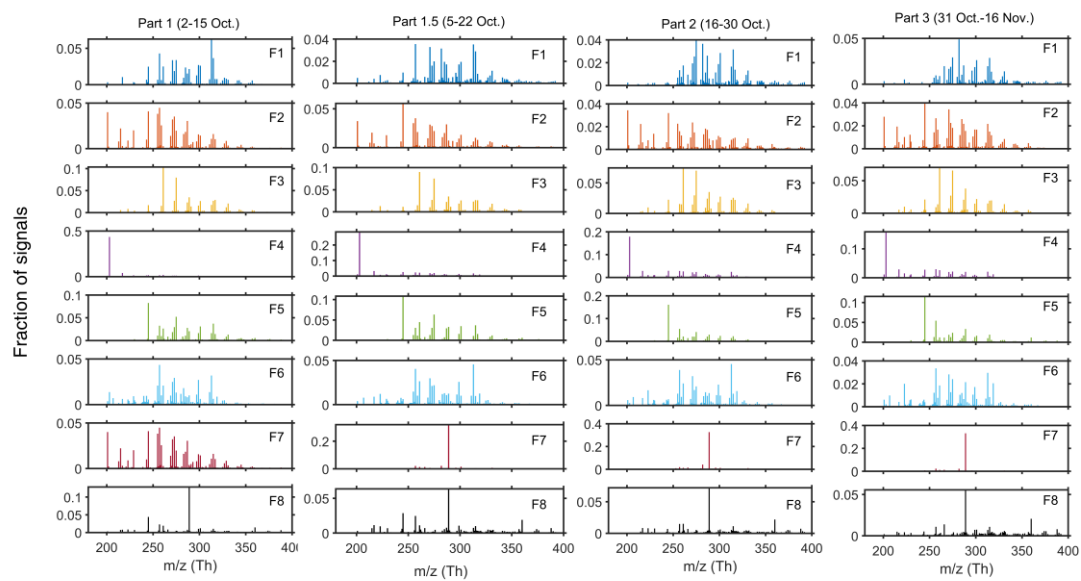 Part 1 (2-15 Oct.)
Part 1.5 (5-22 Oct.)
Part 2 (16-30 Oct.)
Part 3 (31 Oct.-16 Nov.)
Fraction of signals
0.05
0
F1
0.04
0.02
0
F1
0.04
0.02
0
F1
0.05
0
F1
0.05
0
F2
0.05
0
F2
0.04
0.02
0
F2
0.04
0.02
0
F2
0.1
0.05
0
F3
0.1
0.05
0
F3
0.05
0
F3
0.05
0
F3
0.5
0
F4
0.2
0.1
0
F4
0.2
0.1
0
F4
0.1
0
F4
0.1
0.05
0
F5
0.1
0.05
0
F5
0.2
0.1
0
F5
0.1
0.05
0
F5
0.05
0
F6
0.05
0
F6
0.05
0
F6
0.04
0.02
0
F6
0.05
0
F7
0.2
0
F7
0.4
0.2
0
F7
0.4
0.2
0
F7
0.1
0.05
0
F8
0.05
0
F8
0.05
0
F8
0.05
0
F8
200 250 300 350 400
200 250 300 350 400
200 250 300 350 400
200 250 300 350 400
m/z (Th)
m/z (Th)
m/z (Th)
m/z (Th)